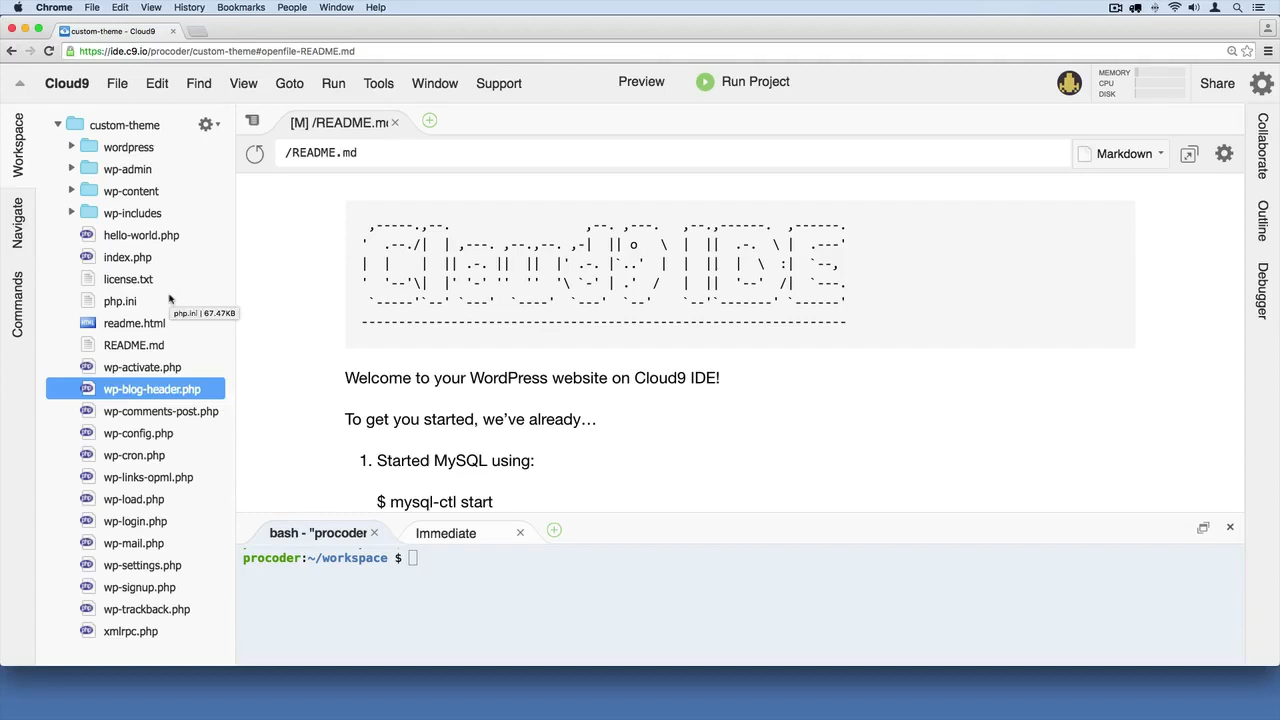 Chrome File Edit View History Bookmarks People Window Help
custom-theme - Cloud9
https://ide.c9.io/procoder/custom-theme#openfile-README.md
Cloud9 File Edit Find View Goto Run Tools Window Support Preview Run Project MEMORY CPU DISK Share
Workspace
Navigate
Commands
custom-theme
wordpress
wp-admin
wp-content
wp-includes
hello-world.php
index.php
license.txt
php.ini
php.ini | 67.47KB
readme.html
README.md
wp-activate.php
wp-blog-header.php
wp-comments-post.php
wp-config.php
wp-cron.php
wp-links-opml.php
wp-load.php
wp-login.php
wp-mail.php
wp-settings.php
wp-signup.php
wp-trackback.php
xmlrpc.php
[M] /README.mc
/README.md
Markdown
Cloud9 IDE
Welcome to your WordPress website on Cloud9 IDE!
To get you started, we’ve already…
1. Started MySQL using:
$ mysql-ctl start
bash - "procoder
Immediate
procoder:~/workspace $
Collaborate
Outline
Debugger